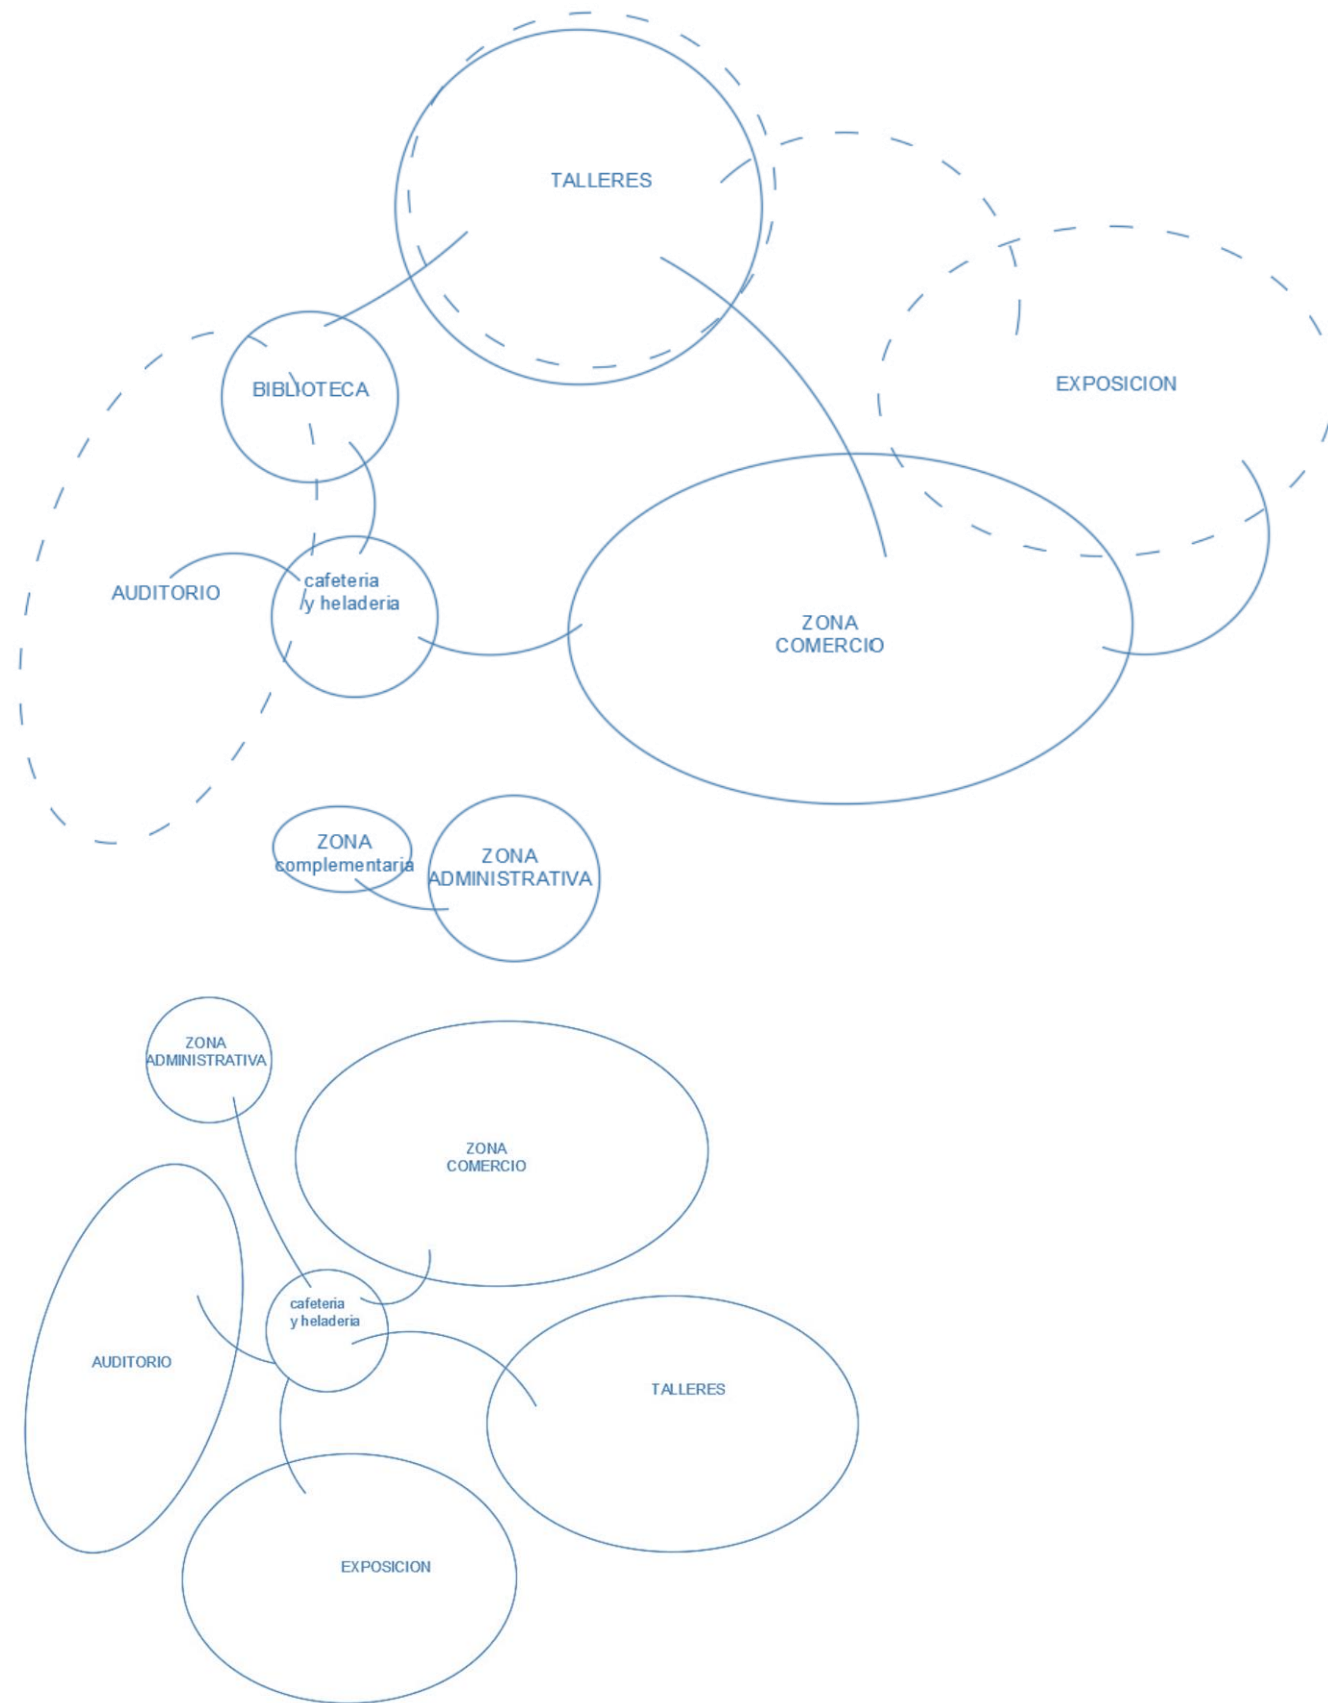 TALLERES
EXPOSICION
BIBLIOTECA
cafeteria
y heladeria
AUDITORIO
ZONA
COMERCIO
ZONA
complementaria
ZONA
ADMINISTRATIVA
ZONA
ADMINISTRATIVA
ZONA
COMERCIO
cafeteria
y heladeria
AUDITORIO
TALLERES
EXPOSICION